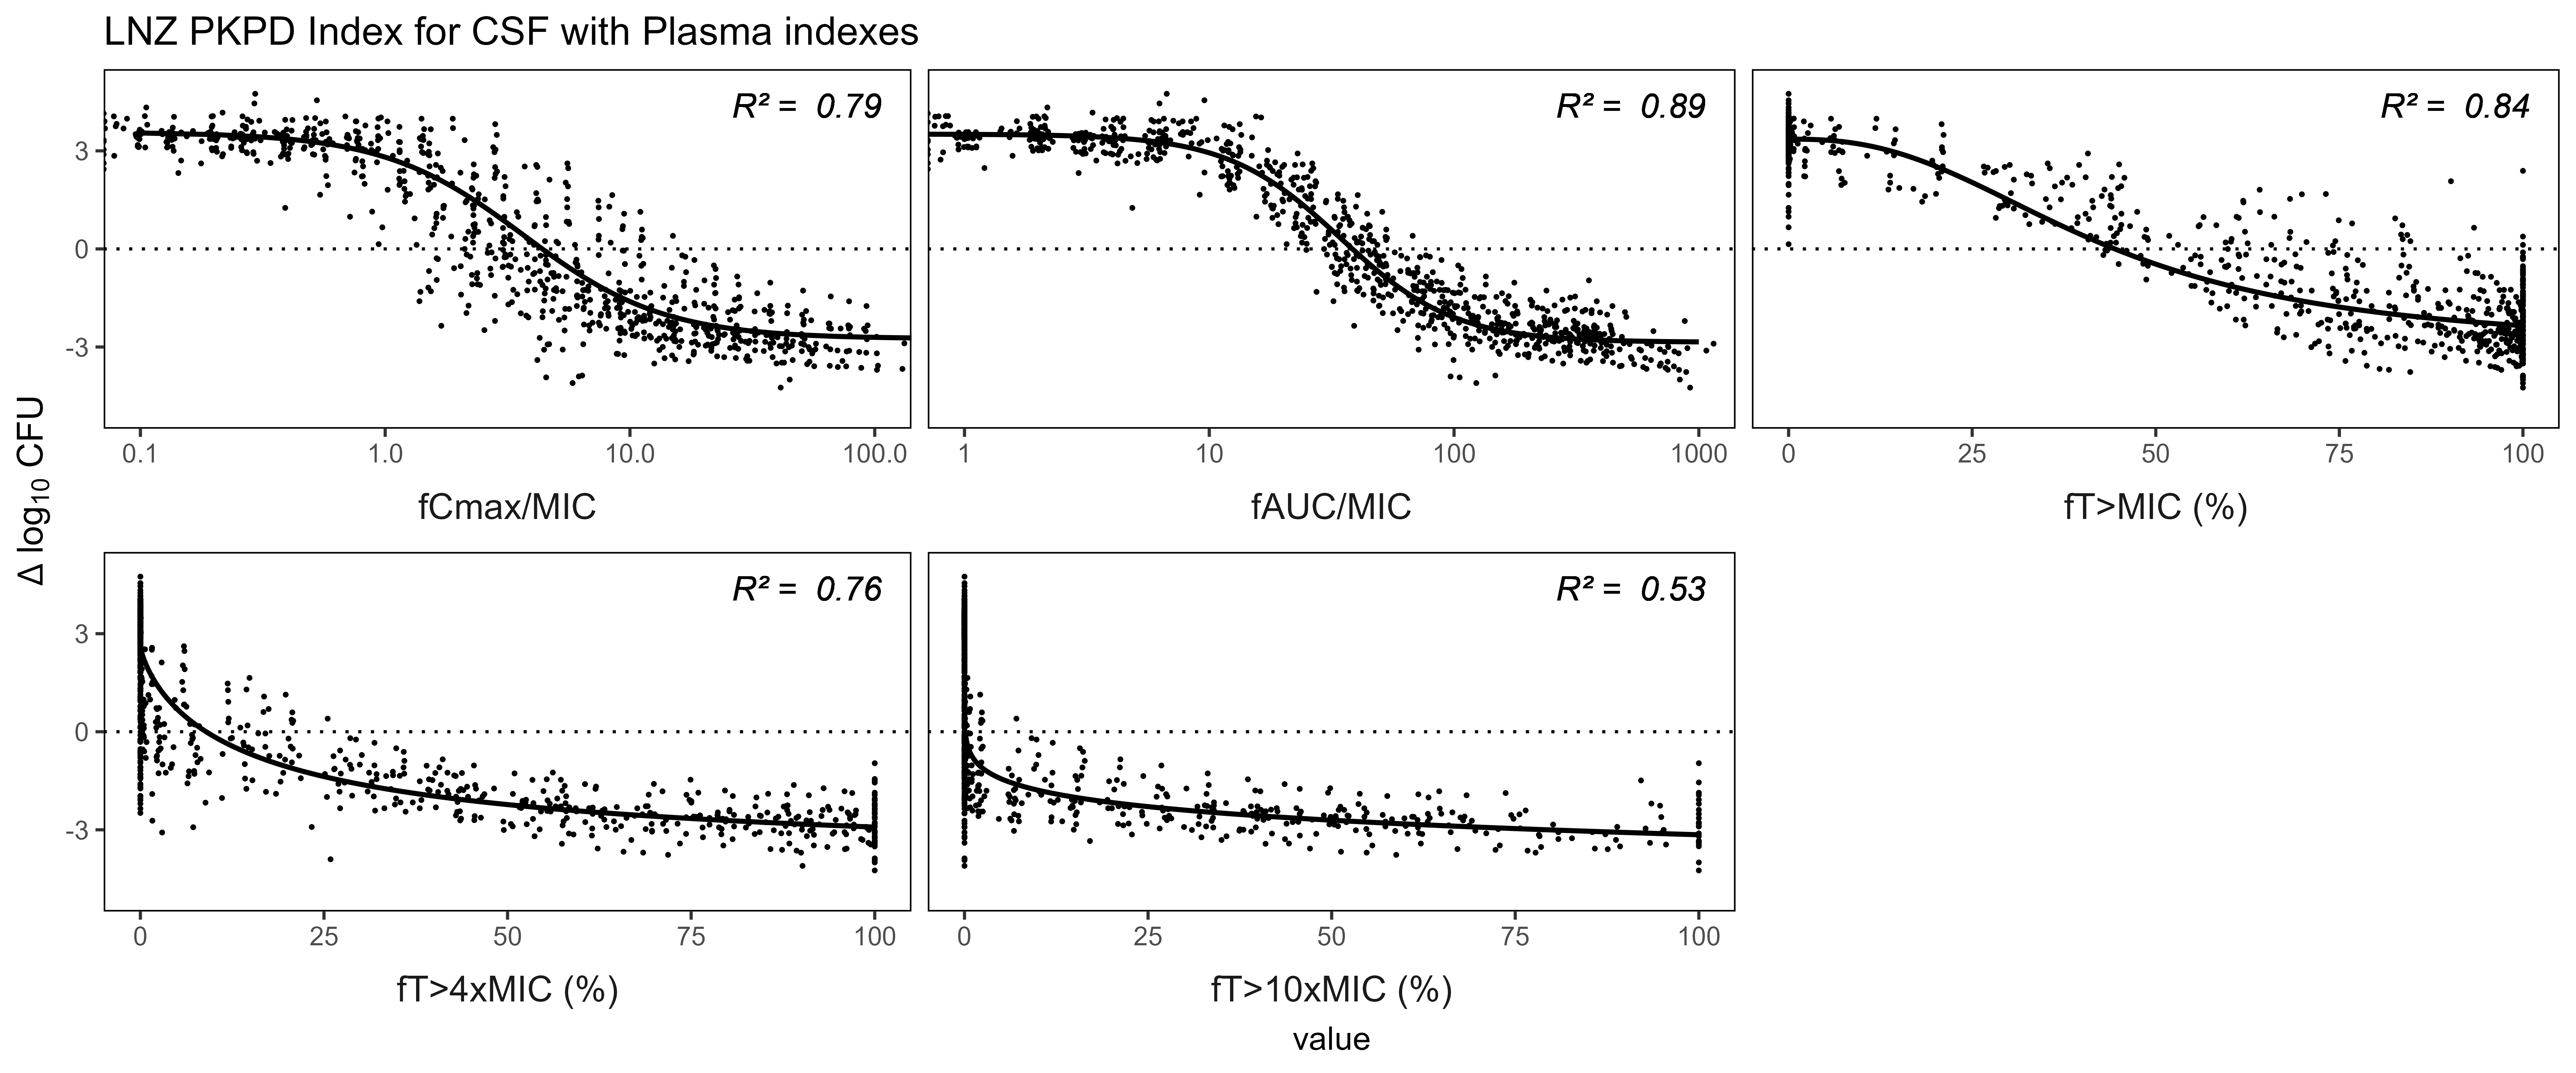 LNZ PKPD Index for CSF with Plasma indexes
R² = 0.79
R² = 0.89
R² = 0.84
3
0
-3
0.1 1.0 10.0 100.0
1 10 100 1000
0 25 50 75 100
fCmax/MIC
fAUC/MIC
fT>MIC (%)
Δ log₁₀ CFU
R² = 0.76
R² = 0.53
3
0
-3
0 25 50 75 100
0 25 50 75 100
fT>4xMIC (%)
fT>10xMIC (%)
value